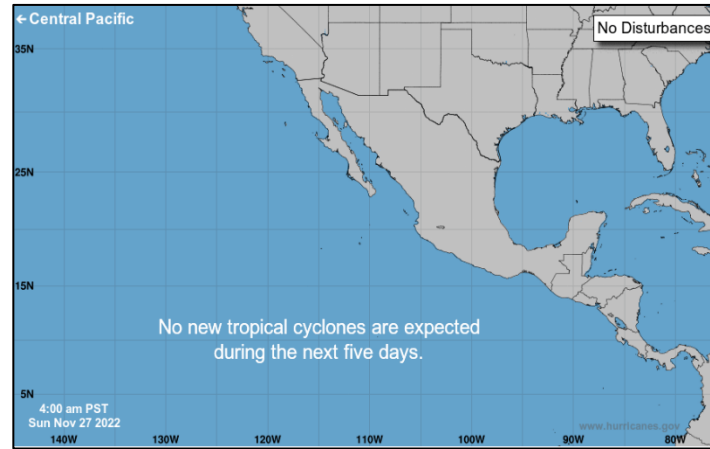 ← Central Pacific
No Disturbances
35N
25N
15N
No new tropical cyclones are expected
during the next five days.
5N
4:00 am PST
Sun Nov 27 2022
www.hurricanes.gov
140W 130W 120W 110W 100W 90W 80W